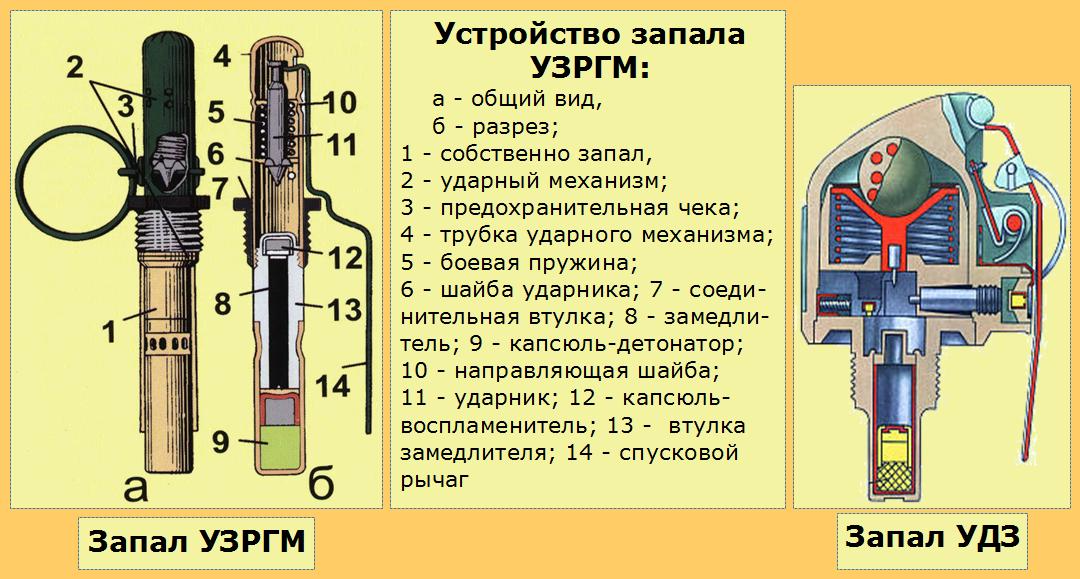 2
3
1
а
4
5
6
7
8
9
10
11
12
13
14
б
Запал УЗРГМ
Устройство запала
УЗРГМ:
а - общий вид,
б - разрез;
1 - собственно запал,
2 - ударный механизм;
3 - предохранительная чека;
4 - трубка ударного механизма;
5 - боевая пружина;
6 - шайба ударника; 7 - соеди-
нительная втулка; 8 - замедли-
тель; 9 - капсюль-детонатор;
10 - направляющая шайба;
11 - ударник; 12 - капсюль-
воспламенитель; 13 - втулка
замедлителя; 14 - спусковой
рычаг
Запал УДЗ